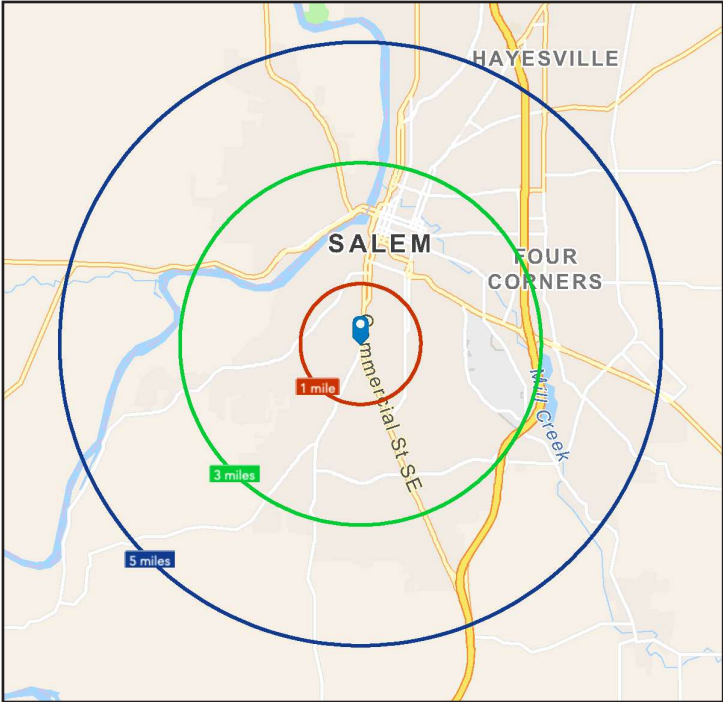 HAYESVILLE
SALEM
FOUR
CORNERS
Commercial St SE
1 mile
Mill Creek
3 miles
5 miles